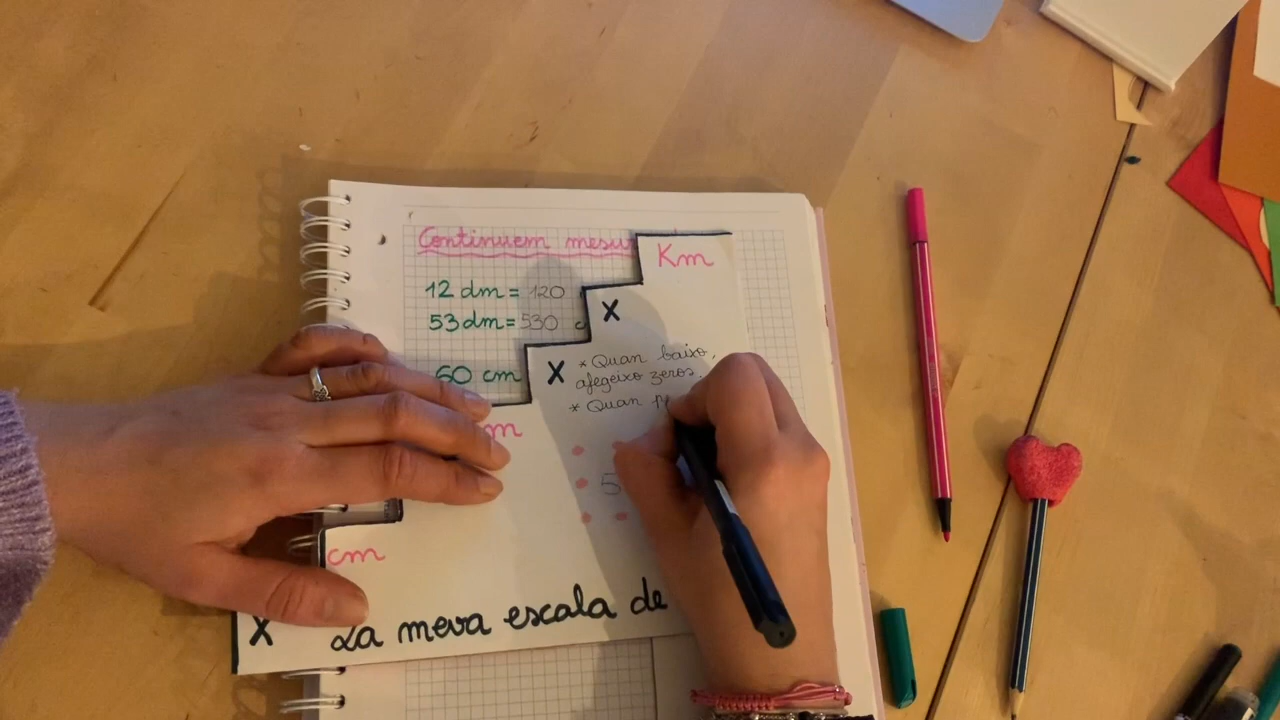 Continuem
Km
12 dm = 120
x
53 dm = 530
60 cm
x
* Quan baixo,
afegeixo zeros.
* Quan
m
5
cm
x
La meva escala de